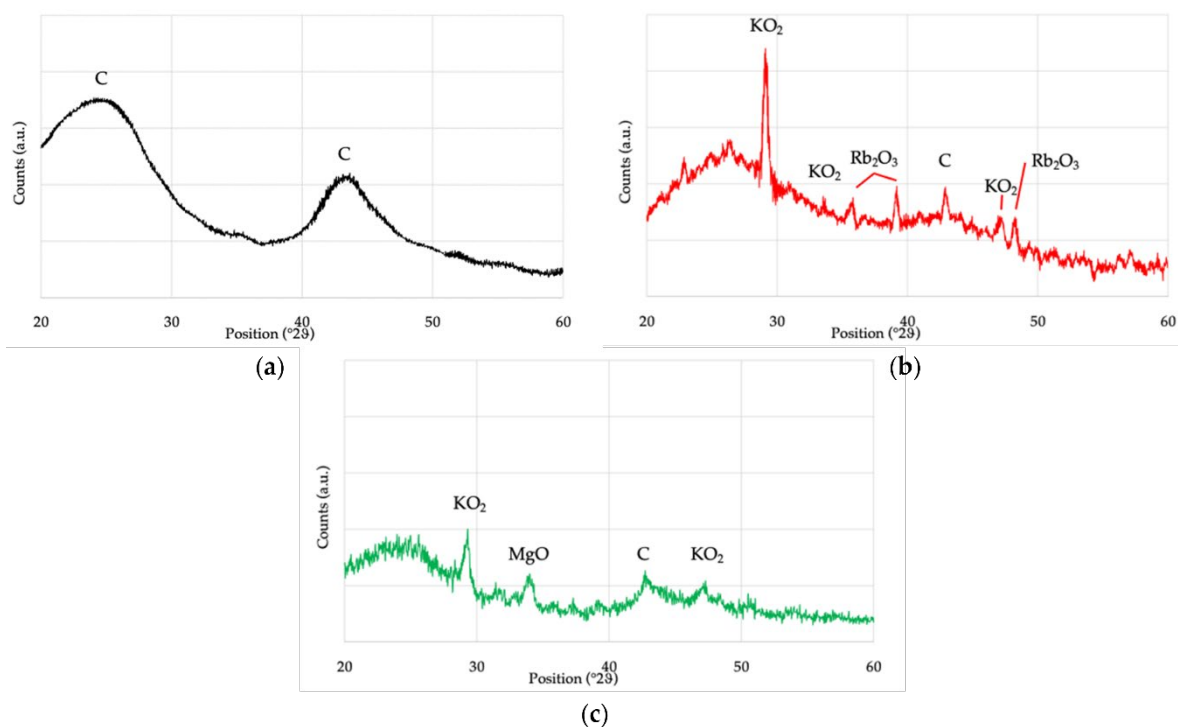 C
C
Counts (a.u.)
20 30 40 50 60
Position (°2ϑ)
(a)
KO₂
KO₂
Rb₂O₃
C
KO₂
Rb₂O₃
Counts (a.u.)
20 30 40 50 60
Position (°2ϑ)
(b)
KO₂
MgO
C
KO₂
Counts (a.u.)
20 30 40 50 60
Position (°2ϑ)
(c)